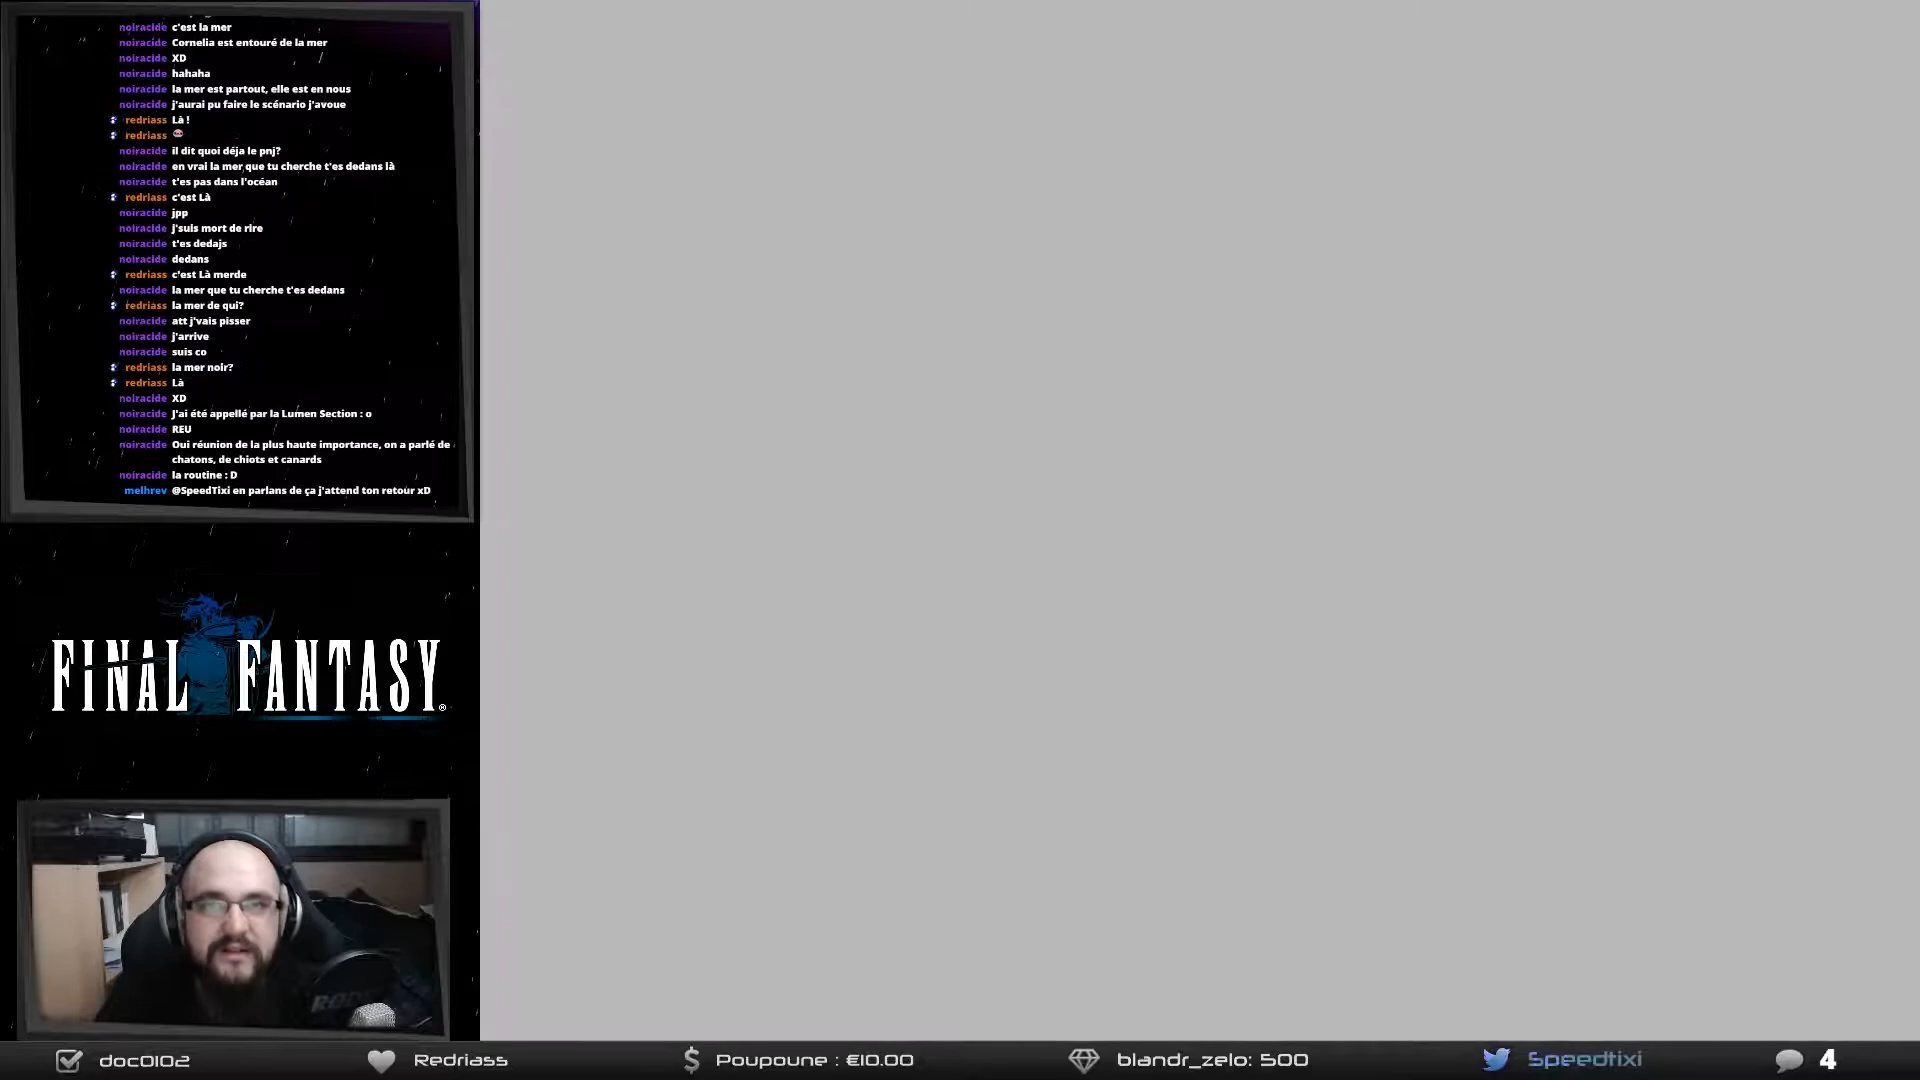 noiracide c'est la mer
noiracide Cornelia est entouré de la mer
noiracide XD
noiracide hahaha
noiracide la mer est partout, elle est en nous
noiracide j'aurai pu faire le scénario j'avoue
redriass Là !
redriass
noiracide il dit quoi déja le pnj?
noiracide en vrai la mer que tu cherche t'es dedans là
noiracide t'es pas dans l'océan
redriass c'est Là
noiracide jpp
noiracide j'suis mort de rire
noiracide t'es dedajs
noiracide dedans
redriass c'est Là merde
noiracide la mer que tu cherche t'es dedans
redriass la mer de qui?
noiracide att j'vais pisser
noiracide j'arrive
noiracide suis co
redriass la mer noir?
redriass Là
noiracide XD
noiracide J'ai été appellé par la Lumen Section : o
noiracide REU
noiracide Oui réunion de la plus haute importance, on a parlé de
chatons, de chiots et canards
noiracide la routine : D
melhrev @SpeedTixi en parlans de ça j'attend ton retour xD
FINAL FANTASY®
RODE
doc0102 Redriass $ Poupoune : €10.00 blandr_zelo: 500 Speedtixi 4